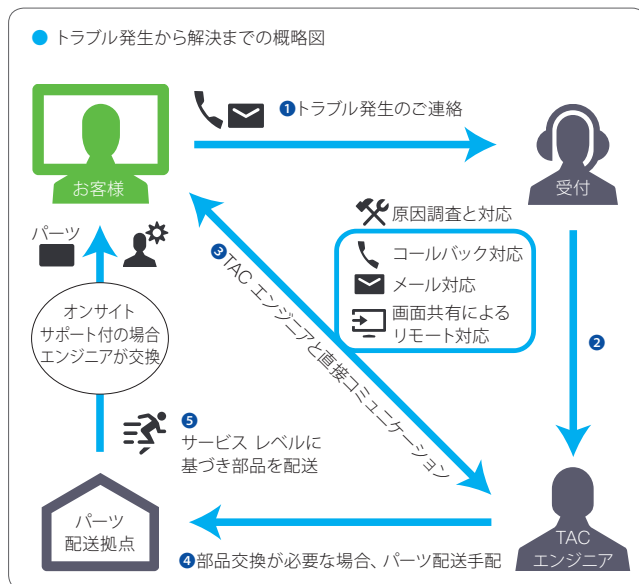 ● トラブル発生から解決までの概略図
❶トラブル発生のご連絡
お客様
受付
原因調査と対応
コールバック対応
メール対応
画面共有による
リモート対応
❷
❸TAC エンジニアと直接コミュニケーション
パーツ
オンサイト
サポート付の場合
エンジニアが交換
❺
サービス レベルに
基づき部品を配送
パーツ
配送拠点
❹部品交換が必要な場合、パーツ配送手配
TAC
エンジニア